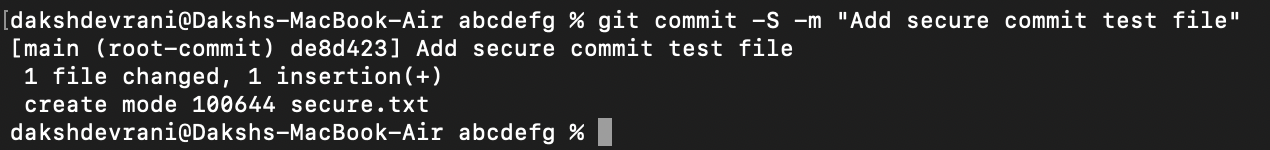 [dakshdevrani@Dakshs-MacBook-Air abcdefg % git commit -S -m "Add secure commit test file"
[main (root-commit) de8d423] Add secure commit test file
 1 file changed, 1 insertion(+)
 create mode 100644 secure.txt
dakshdevrani@Dakshs-MacBook-Air abcdefg %